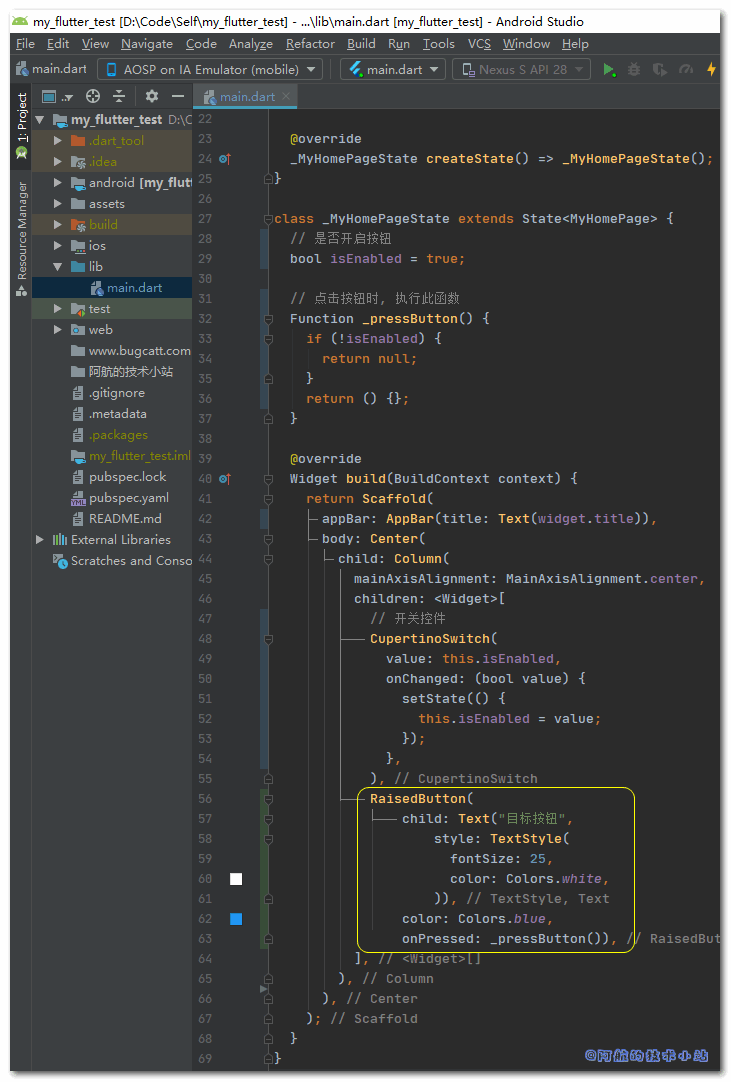 my_flutter_test [D:\Code\Self\my_flutter_test] - ...\lib\main.dart [my_flutter_test] - Android Studio
File Edit View Navigate Code Analyze Refactor Build Run Tools VCS Window Help
main.dart AOSP on IA Emulator (mobile) main.dart Nexus S API 28
1: Project
Resource Manager
my_flutter_test D:\C
.dart_tool
.idea
android [my_flutt
assets
build
ios
lib
main.dart
test
web
www.bugcatt.com
阿航的技术小站
.gitignore
.metadata
.packages
my_flutter_test.iml
pubspec.lock
pubspec.yaml
README.md
External Libraries
Scratches and Conso
main.dart
22
23 @override
24 _MyHomePageState createState() => _MyHomePageState();
25 }
26
27 class _MyHomePageState extends State<MyHomePage> {
28 // 是否开启按钮
29 bool isEnabled = true;
30
31 // 点击按钮时, 执行此函数
32 Function _pressButton() {
33 if (!isEnabled) {
34 return null;
35 }
36 return () {};
37 }
38
39 @override
40 Widget build(BuildContext context) {
41 return Scaffold(
42 appBar: AppBar(title: Text(widget.title)),
43 body: Center(
44 child: Column(
45 mainAxisAlignment: MainAxisAlignment.center,
46 children: <Widget>[
47 // 开关控件
48 CupertinoSwitch(
49 value: this.isEnabled,
50 onChanged: (bool value) {
51 setState(() {
52 this.isEnabled = value;
53 });
54 },
55 ), // CupertinoSwitch
56 RaisedButton(
57 child: Text("目标按钮",
58 style: TextStyle(
59 fontSize: 25,
60 color: Colors.white,
61 )), // TextStyle, Text
62 color: Colors.blue,
63 onPressed: _pressButton()), // RaisedBut
64 ], // <Widget>[]
65 ), // Column
66 ), // Center
67 ); // Scaffold
68 }
69 }
@阿航的技术小站